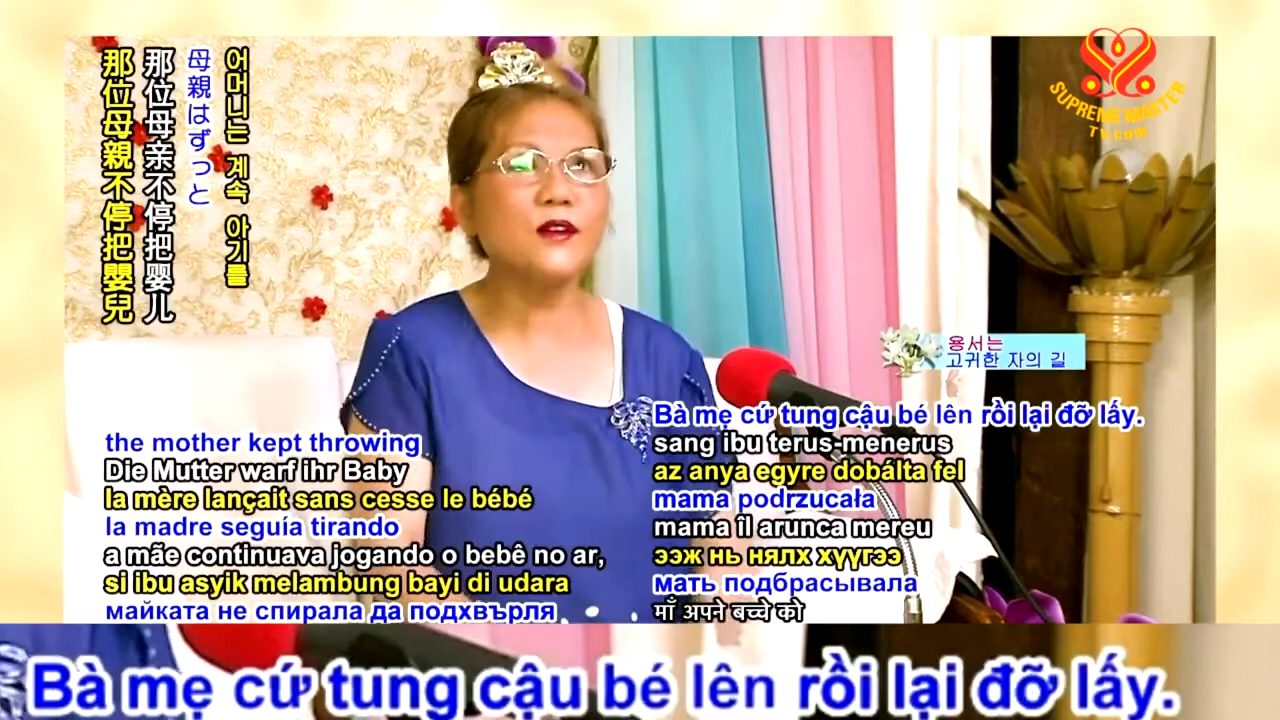 어머니는 계속 아기를
母親はずっと
那位母亲不停把婴儿
那位母親不停把嬰兒
SUPREME MASTER
TV.com
용서는
고귀한 자의 길
the mother kept throwing
Die Mutter warf ihr Baby
la mère lançait sans cesse le bébé
la madre seguía tirando
a mãe continuava jogando o bebê no ar,
si ibu asyik melambung bayi di udara
майката не спирала да подхвърля
Bà mẹ cứ tung cậu bé lên rồi lại đỡ lấy.
sang ibu terus-menerus
az anya egyre dobálta fel
mama podrzucała
mama îl arunca mereu
ээж нь нялх хүүгээ
мать подбрасывала
माँ अपने बच्चे को
Bà mẹ cứ tung cậu bé lên rồi lại đỡ lấy.